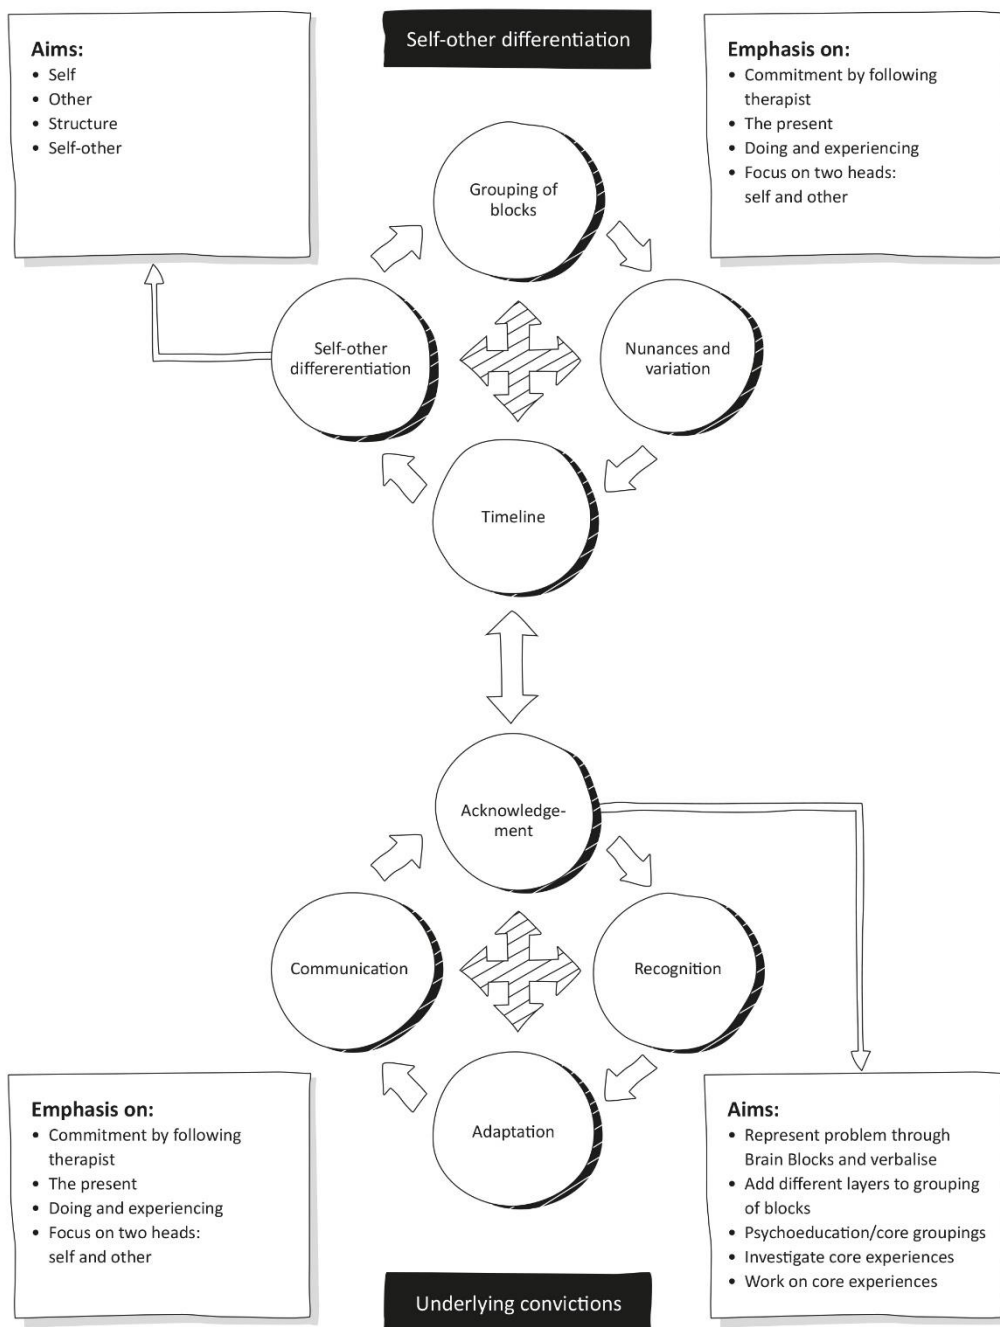 Self-other differentiation
Aims:
• Self
• Other
• Structure
• Self-other
Emphasis on:
• Commitment by following
therapist
• The present
• Doing and experiencing
• Focus on two heads:
self and other
Grouping of
blocks
Self-other
differerentiation
Nunances and
variation
Timeline
Acknowledge-
ment
Communication
Recognition
Adaptation
Emphasis on:
• Commitment by following
therapist
• The present
• Doing and experiencing
• Focus on two heads:
self and other
Aims:
• Represent problem through
Brain Blocks and verbalise
• Add different layers to grouping
of blocks
• Psychoeducation/core groupings
• Investigate core experiences
• Work on core experiences
Underlying convictions